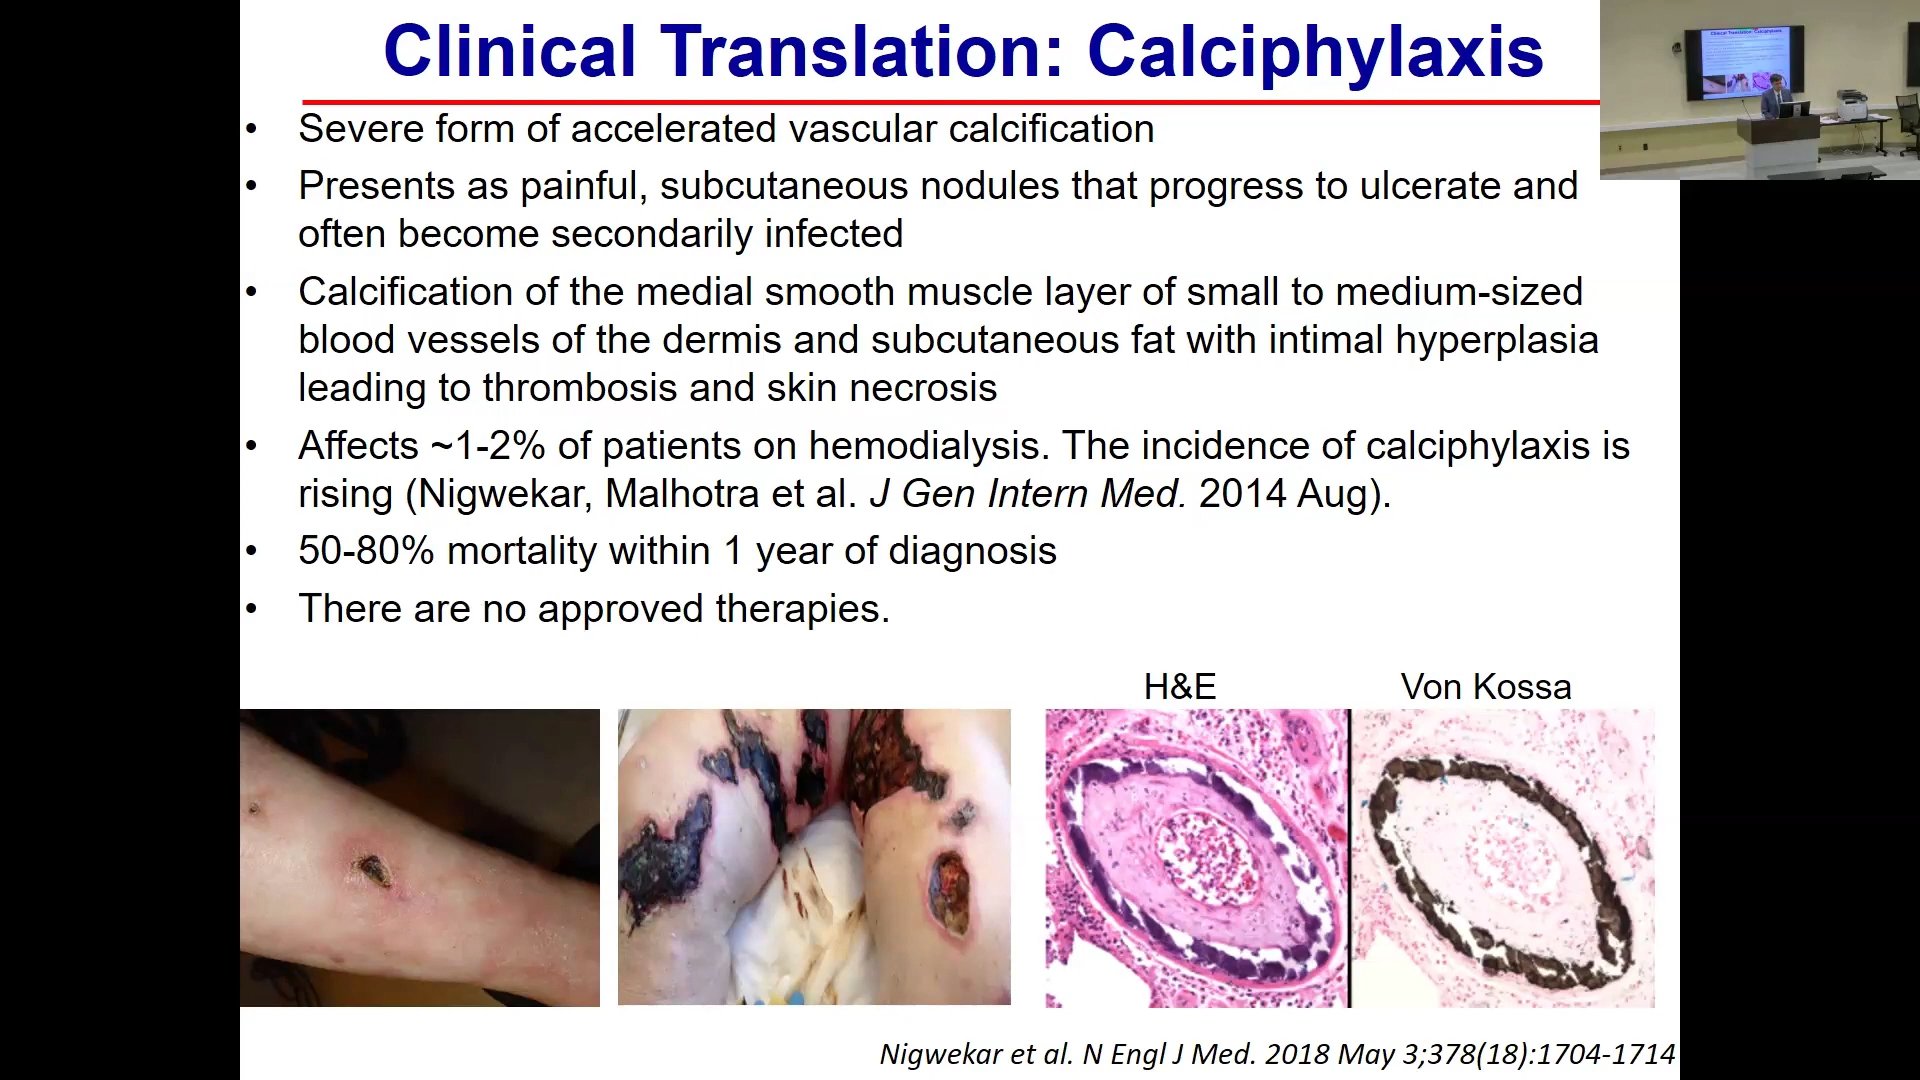 Clinical Translation: Calciphylaxis
• Severe form of accelerated vascular calcification
• Presents as painful, subcutaneous nodules that progress to ulcerate and
often become secondarily infected
• Calcification of the medial smooth muscle layer of small to medium-sized
blood vessels of the dermis and subcutaneous fat with intimal hyperplasia
leading to thrombosis and skin necrosis
• Affects ~1-2% of patients on hemodialysis. The incidence of calciphylaxis is
rising (Nigwekar, Malhotra et al. J Gen Intern Med. 2014 Aug).
• 50-80% mortality within 1 year of diagnosis
• There are no approved therapies.
H&E Von Kossa
Nigwekar et al. N Engl J Med. 2018 May 3;378(18):1704-1714
Clinical Translation: Calciphylaxis